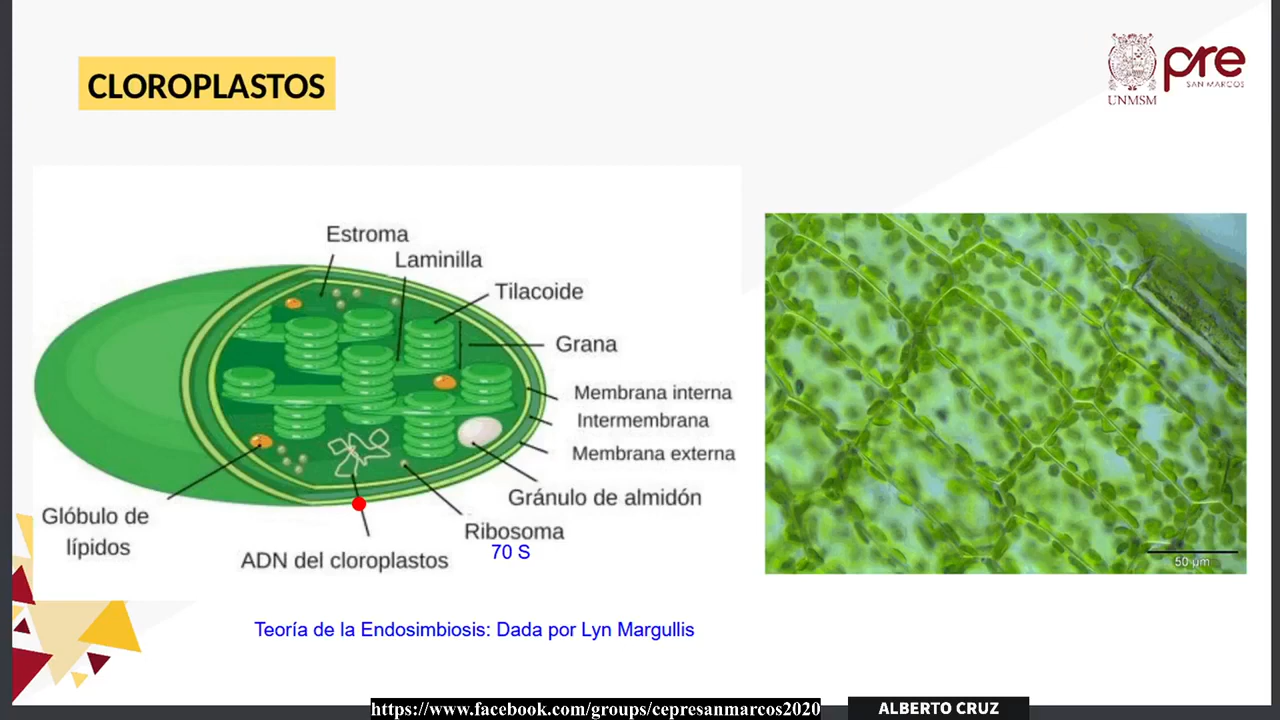 CLOROPLASTOS
UNMSM
pre
SAN MARCOS
Estroma
Laminilla
Tilacoide
Grana
Membrana interna
Intermembrana
Membrana externa
Gránulo de almidón
Ribosoma
70 S
ADN del cloroplastos
Glóbulo de
lípidos
50 µm
Teoría de la Endosimbiosis: Dada por Lyn Margullis
https://www.facebook.com/groups/cepresanmarcos2020
ALBERTO CRUZ